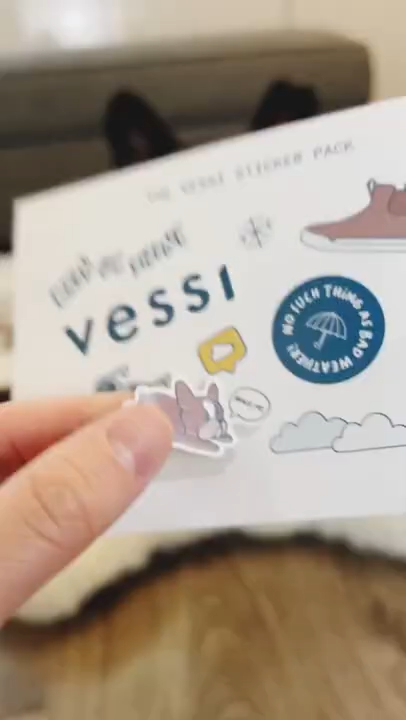 THE VESSI STICKER PACK
vessi
NO SUCH THING AS BAD WEATHER!